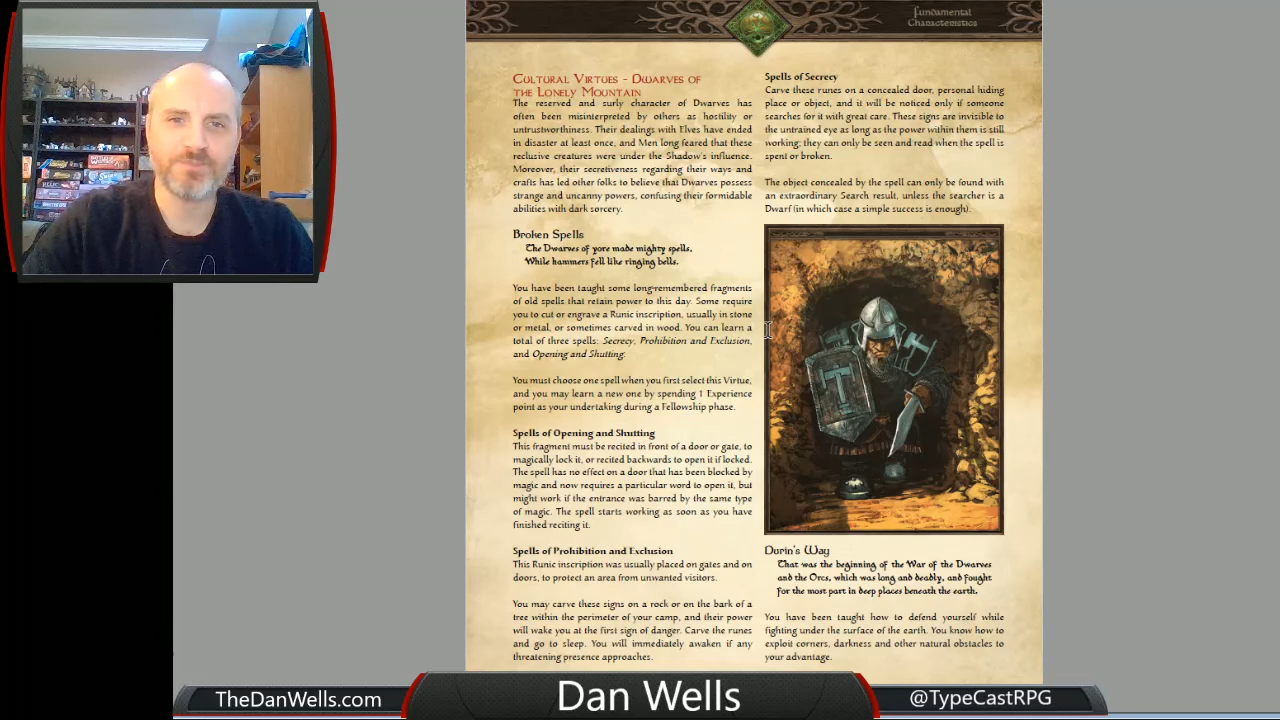 Fundamental
Characteristics
Cultural Virtues - Dwarves of
the Lonely Mountain
The reserved and surly character of Dwarves has
often been misinterpreted by others as hostility or
untrustworthiness. Their dealings with Elves have ended
in disaster at least once, and Men long feared that these
reclusive creatures were under the Shadow's influence.
Moreover, their secretiveness regarding their ways and
crafts has led other folks to believe that Dwarves possess
strange and uncanny powers, confusing their formidable
abilities with dark sorcery.
Broken Spells
The Dwarves of yore made mighty spells,
While hammers fell like ringing bells.
You have been taught some long-remembered fragments
of old spells that retain power to this day. Some require
you to cut or engrave a Runic inscription, usually in stone
or metal, or sometimes carved in wood. You can learn a
total of three spells: Secrecy, Prohibition and Exclusion,
and Opening and Shutting.
You must choose one spell when you first select this Virtue,
and you may learn a new one by spending 1 Experience
point as your undertaking during a Fellowship phase.
Spells of Opening and Shutting
This fragment must be recited in front of a door or gate, to
magically lock it, or recited backwards to open it if locked.
The spell has no effect on a door that has been blocked by
magic and now requires a particular word to open it, but
might work if the entrance was barred by the same type
of magic. The spell starts working as soon as you have
finished reciting it.
Spells of Prohibition and Exclusion
This Runic inscription was usually placed on gates and on
doors, to protect an area from unwanted visitors.
You may carve these signs on a rock or on the bark of a
tree within the perimeter of your camp, and their power
will wake you at the first sign of danger. Carve the runes
and go to sleep. You will immediately awaken if any
threatening presence approaches.
Spells of Secrecy
Carve these runes on a concealed door, personal hiding
place or object, and it will be noticed only if someone
searches for it with great care. These signs are invisible to
the untrained eye as long as the power within them is still
working; they can only be seen and read when the spell is
spent or broken.
The object concealed by the spell can only be found with
an extraordinary Search result, unless the searcher is a
Dwarf (in which case a simple success is enough).
Durin's Way
That was the beginning of the War of the Dwarves
and the Orcs, which was long and deadly, and fought
for the most part in deep places beneath the earth.
You have been taught how to defend yourself while
fighting under the surface of the earth. You know how to
exploit corners, darkness and other natural obstacles to
your advantage.
TheDanWells.com
Dan Wells
@TypeCastRPG